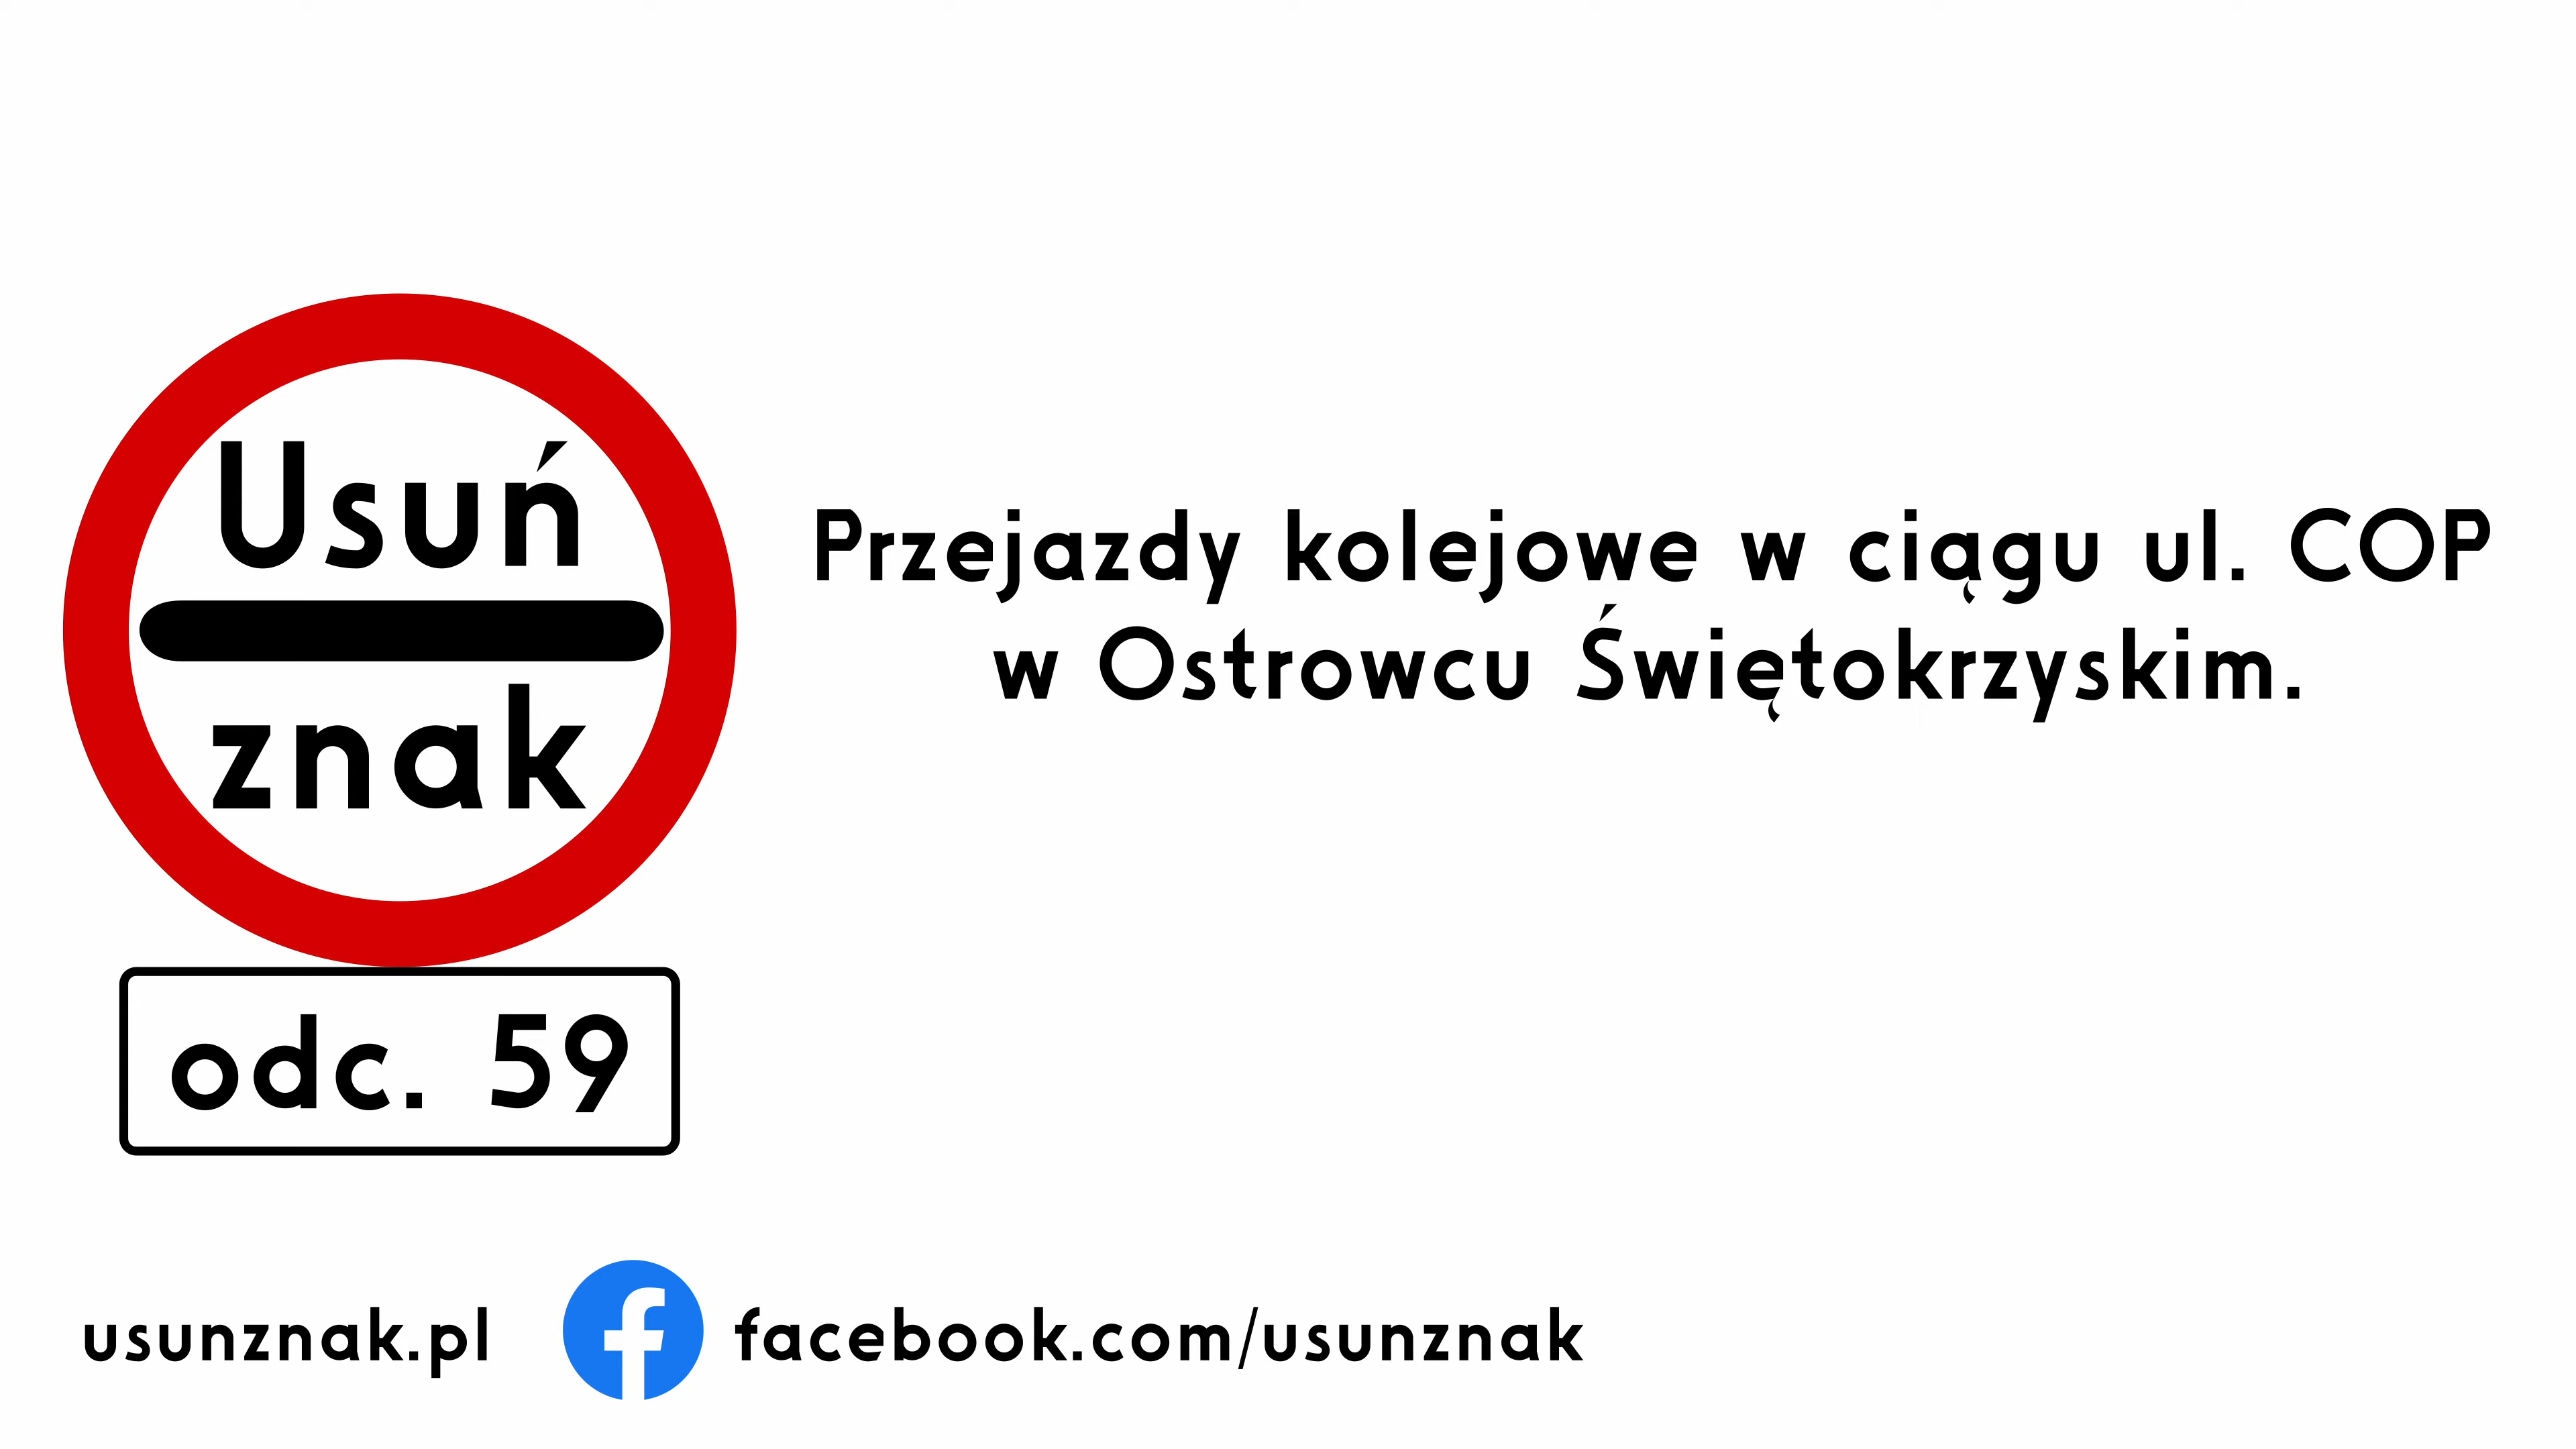 Usuń
znak
odc. 59
Przejazdy kolejowe w ciągu ul. COP
w Ostrowcu Świętokrzyskim.
usunznak.pl
facebook.com/usunznak